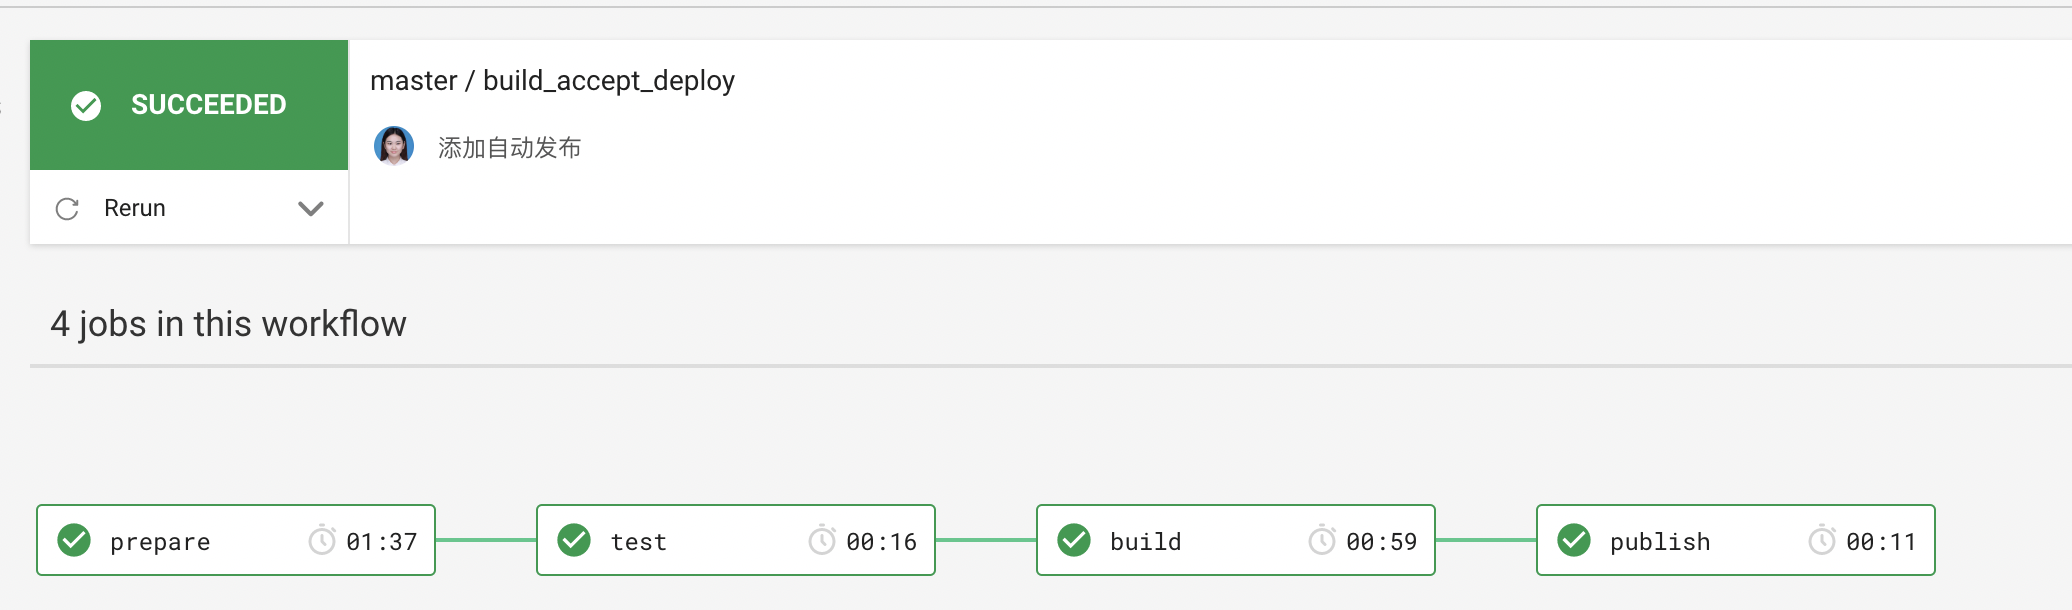 SUCCEEDED
master / build_accept_deploy
添加自动发布
Rerun
4 jobs in this workflow
prepare 01:37
test 00:16
build 00:59
publish 00:11